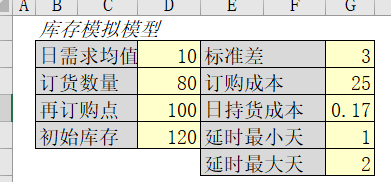 A B C D E F G
库存模拟模型
日需求均值 10 标准差 3
订货数量 80 订购成本 25
再订购点 100 日持货成本 0.17
初始库存 120 延时最小天 1
延时最大天 2